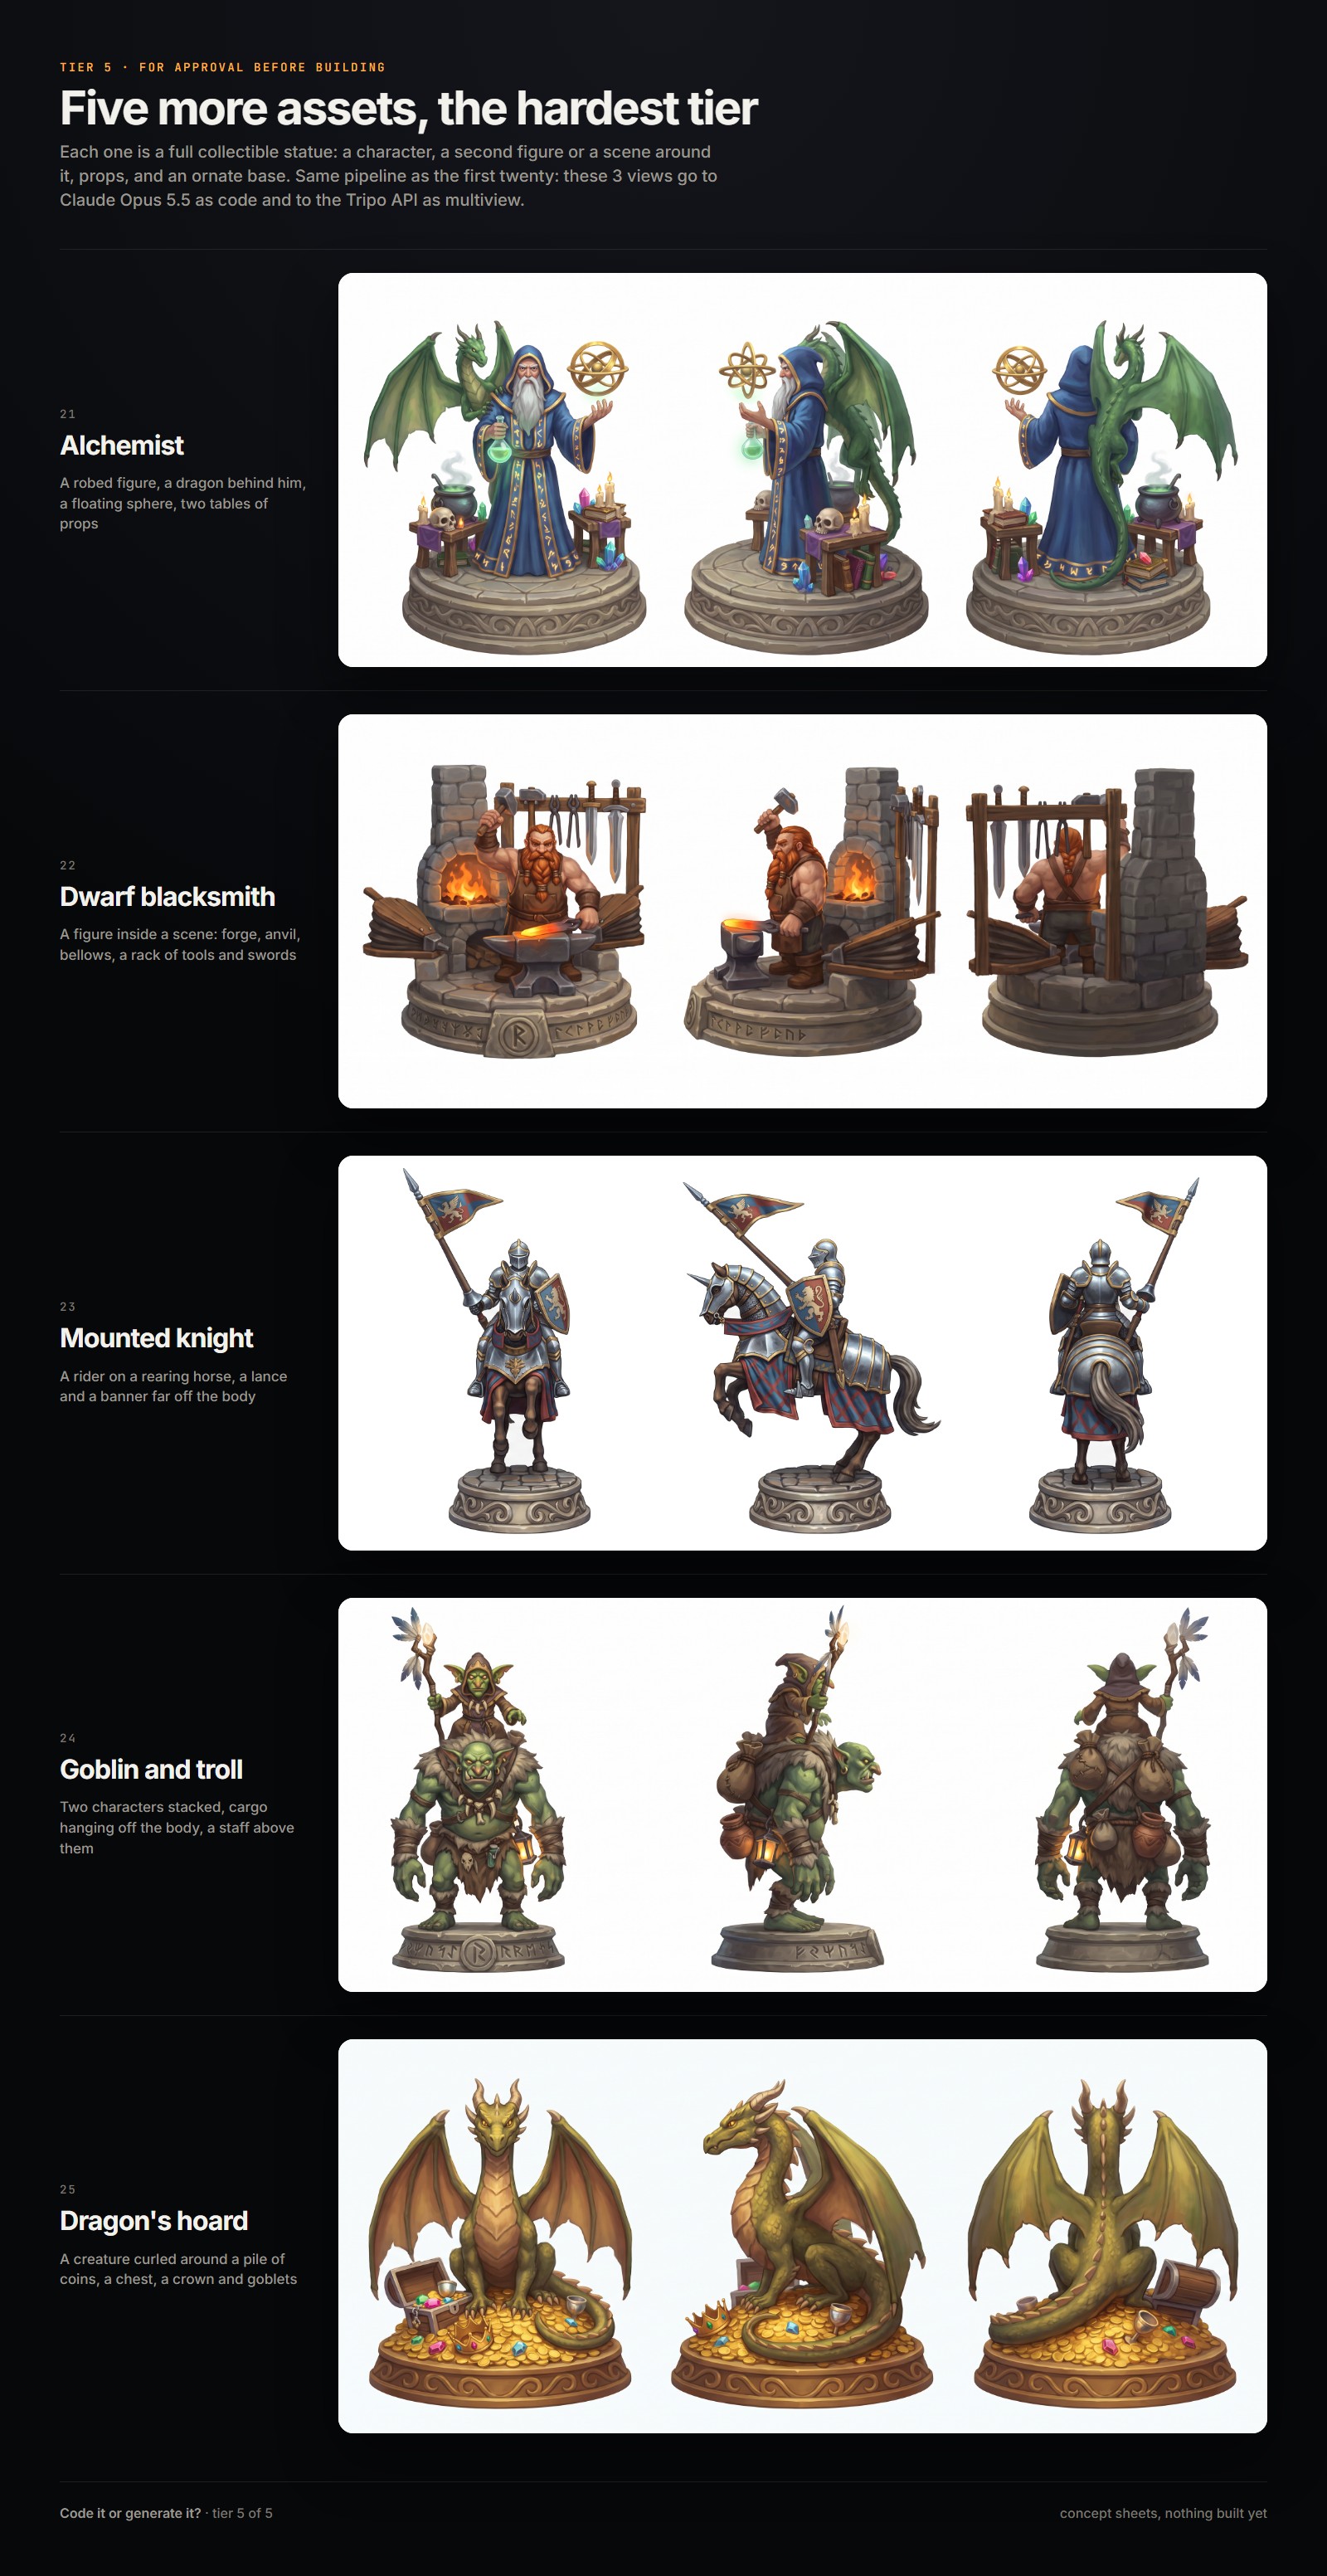 TIER 5 · FOR APPROVAL BEFORE BUILDING
Five more assets, the hardest tier
Each one is a full collectible statue: a character, a second figure or a scene around
it, props, and an ornate base. Same pipeline as the first twenty: these 3 views go to
Claude Opus 5.5 as code and to the Tripo API as multiview.
21
Alchemist
A robed figure, a dragon behind him,
a floating sphere, two tables of
props
22
Dwarf blacksmith
A figure inside a scene: forge, anvil,
bellows, a rack of tools and swords
23
Mounted knight
A rider on a rearing horse, a lance
and a banner far off the body
24
Goblin and troll
Two characters stacked, cargo
hanging off the body, a staff above
them
25
Dragon's hoard
A creature curled around a pile of
coins, a chest, a crown and goblets
Code it or generate it? · tier 5 of 5
concept sheets, nothing built yet